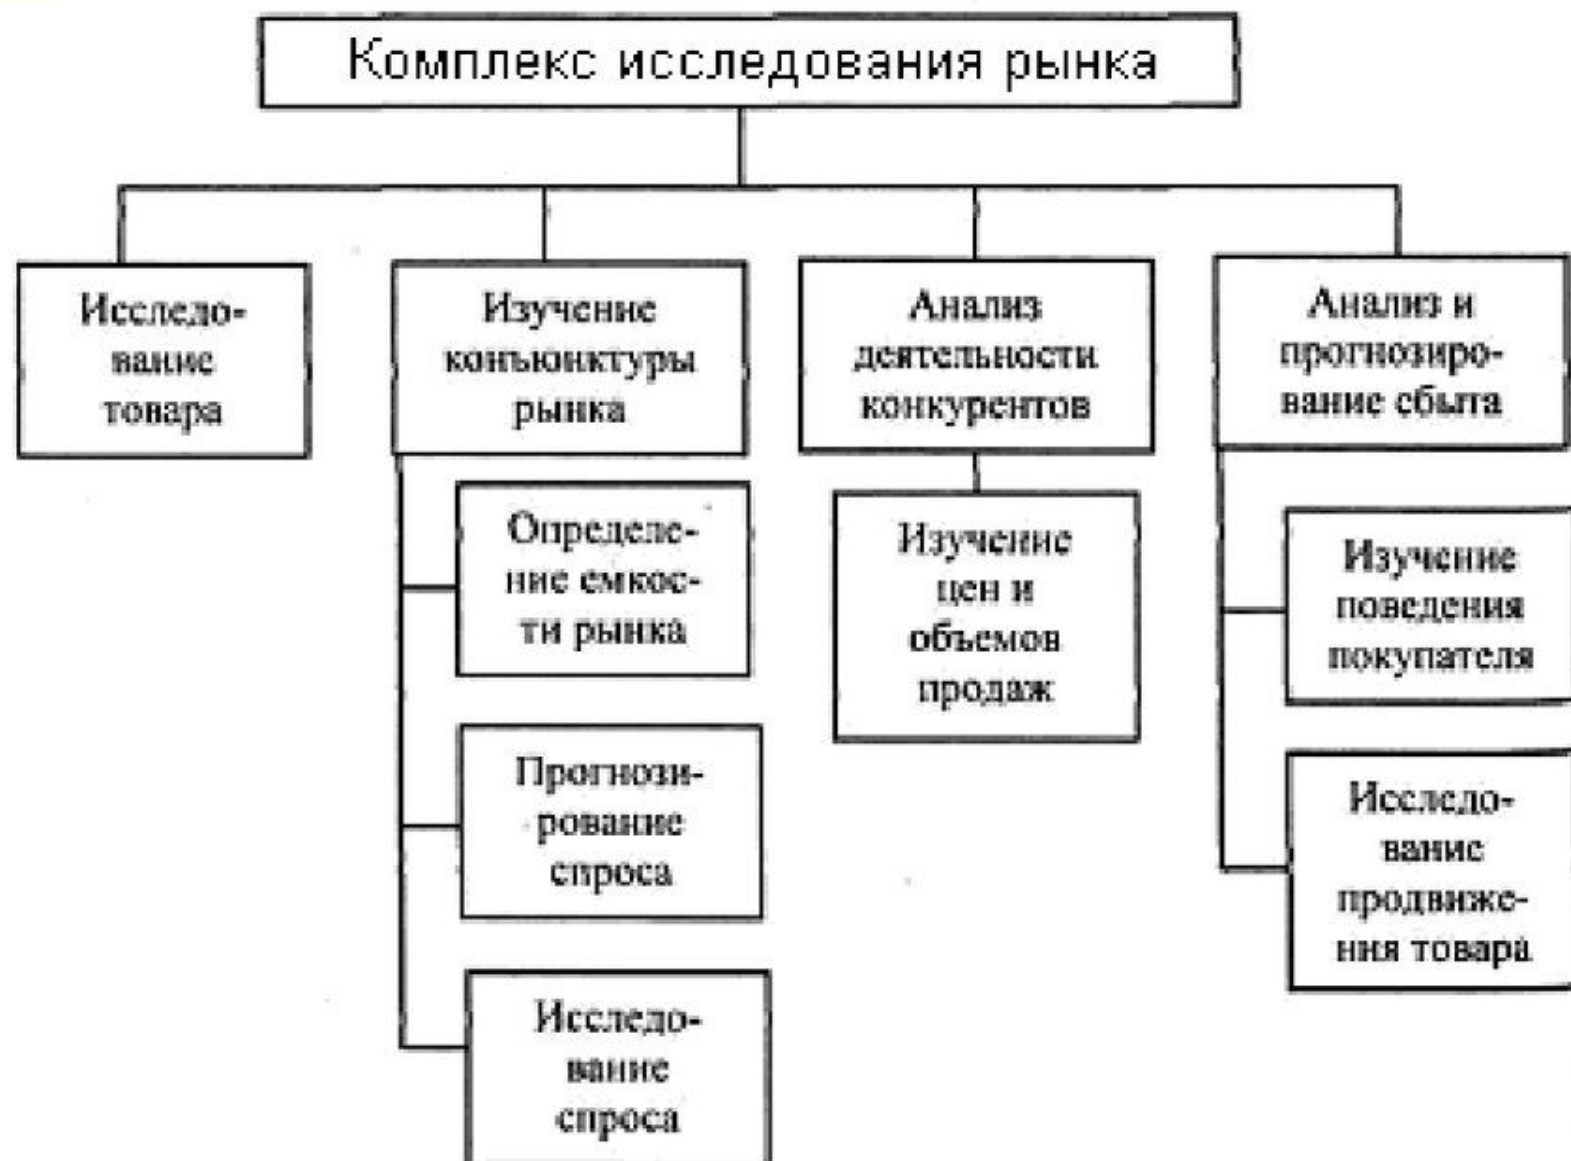 Комплекс исследования рынка
Исследо-
вание
товара
Изучение
конъюнктуры
рынка
Определе-
ние емкос-
ти рынка
Прогнози-
рование
спроса
Исследо-
вание
спроса
Анализ
деятельности
конкурентов
Изучение
цен и
объемов
продаж
Анализ и
прогнозиро-
вание сбыта
Изучение
поведения
покупателя
Исследо-
вание
продвиже-
ния товара